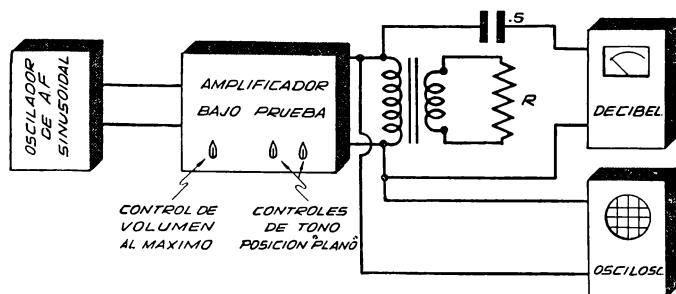 OSCILADOR
DE A.F
SINUSOIDAL
AMPLIFICADOR
BAJO PRUEBA
CONTROL DE
VOLUMEN
AL MAXIMO
CONTROLES
DE TONO
POSICION "PLANO"
.5
R
DECIBEL
OSCILOSC